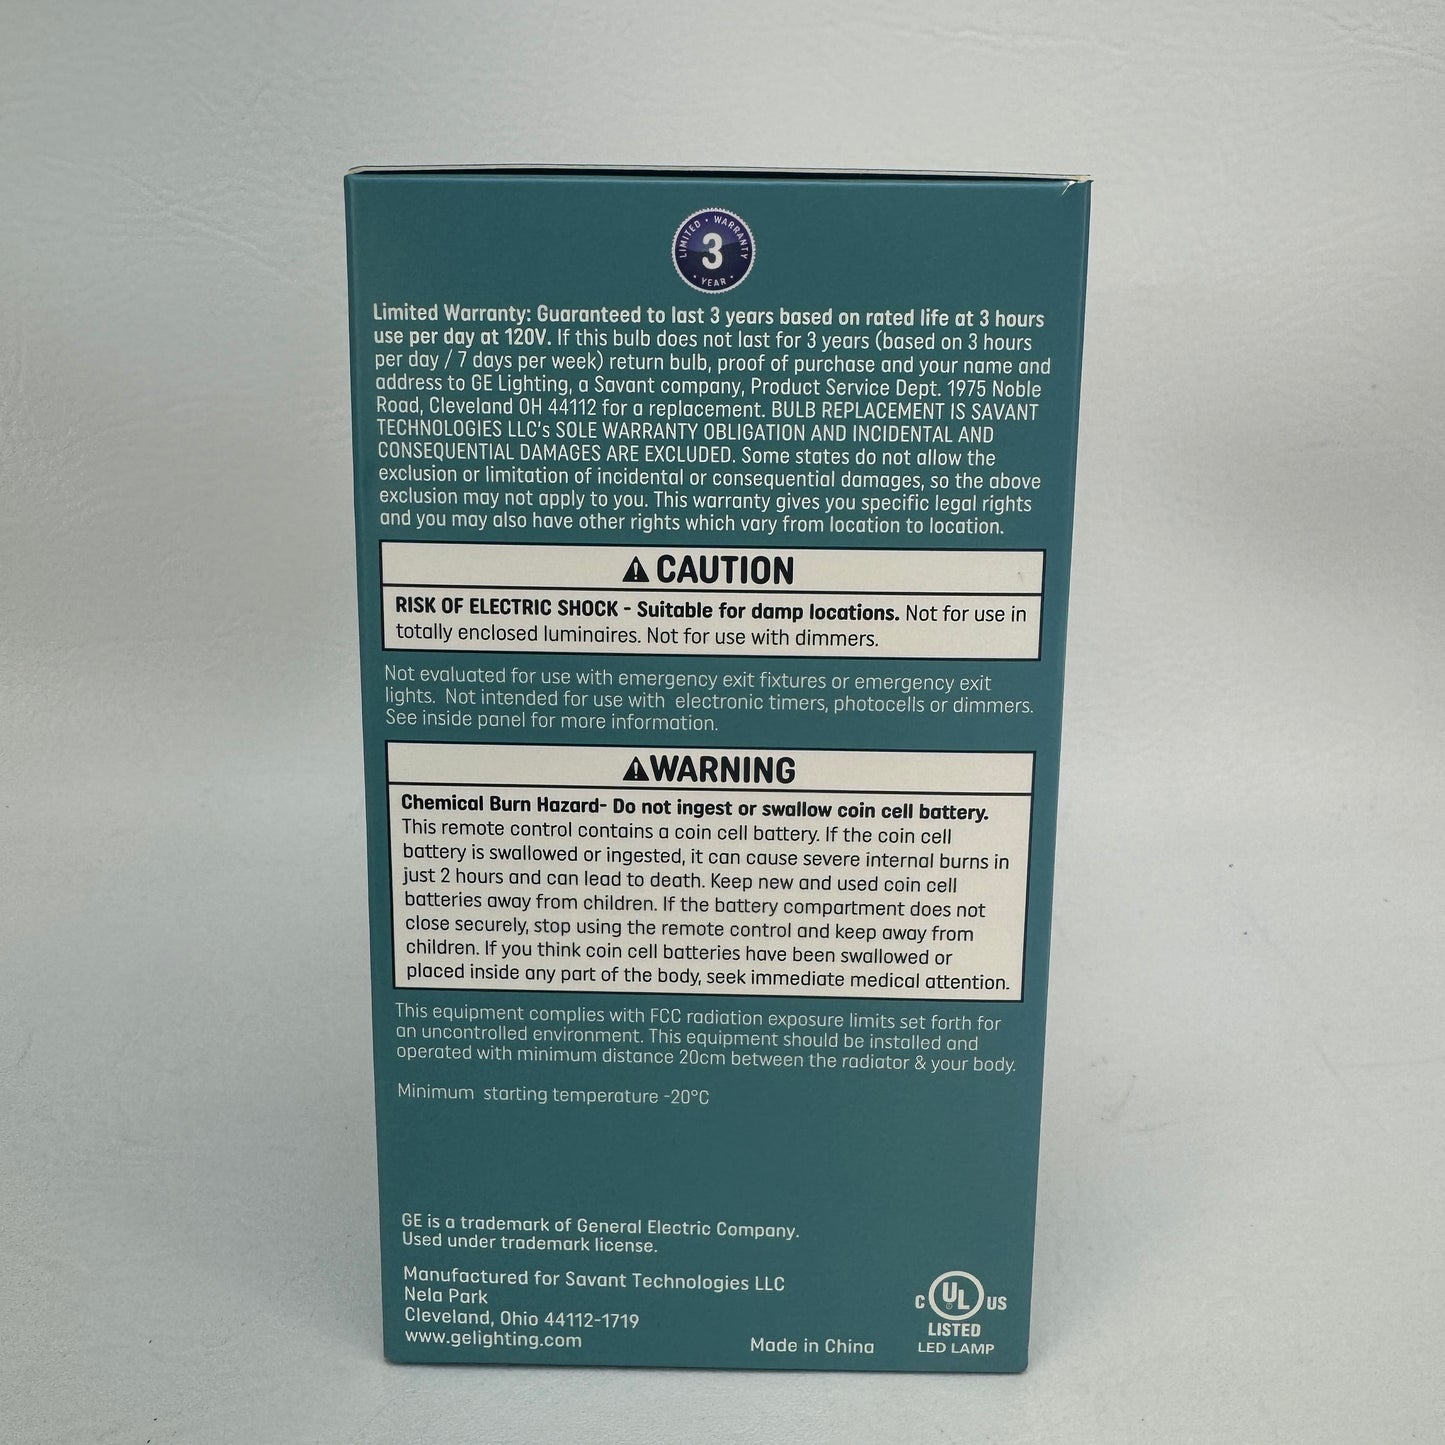 LIMITED • WARRANTY
3
• YEAR •
Limited Warranty: Guaranteed to last 3 years based on rated life at 3 hours
use per day at 120V. If this bulb does not last for 3 years (based on 3 hours
per day / 7 days per week) return bulb, proof of purchase and your name and
address to GE Lighting, a Savant company, Product Service Dept. 1975 Noble
Road, Cleveland OH 44112 for a replacement. BULB REPLACEMENT IS SAVANT
TECHNOLOGIES LLC's SOLE WARRANTY OBLIGATION AND INCIDENTAL AND
CONSEQUENTIAL DAMAGES ARE EXCLUDED. Some states do not allow the
exclusion or limitation of incidental or consequential damages, so the above
exclusion may not apply to you. This warranty gives you specific legal rights
and you may also have other rights which vary from location to location.
⚠ CAUTION
RISK OF ELECTRIC SHOCK - Suitable for damp locations. Not for use in
totally enclosed luminaires. Not for use with dimmers.
Not evaluated for use with emergency exit fixtures or emergency exit
lights. Not intended for use with electronic timers, photocells or dimmers.
See inside panel for more information.
⚠WARNING
Chemical Burn Hazard- Do not ingest or swallow coin cell battery.
This remote control contains a coin cell battery. If the coin cell
battery is swallowed or ingested, it can cause severe internal burns in
just 2 hours and can lead to death. Keep new and used coin cell
batteries away from children. If the battery compartment does not
close securely, stop using the remote control and keep away from
children. If you think coin cell batteries have been swallowed or
placed inside any part of the body, seek immediate medical attention.
This equipment complies with FCC radiation exposure limits set forth for
an uncontrolled environment. This equipment should be installed and
operated with minimum distance 20cm between the radiator & your body.
Minimum starting temperature -20°C
GE is a trademark of General Electric Company.
Used under trademark license.
Manufactured for Savant Technologies LLC
Nela Park
Cleveland, Ohio 44112-1719
www.gelighting.com
Made in China
C UL ® US
LISTED
LED LAMP